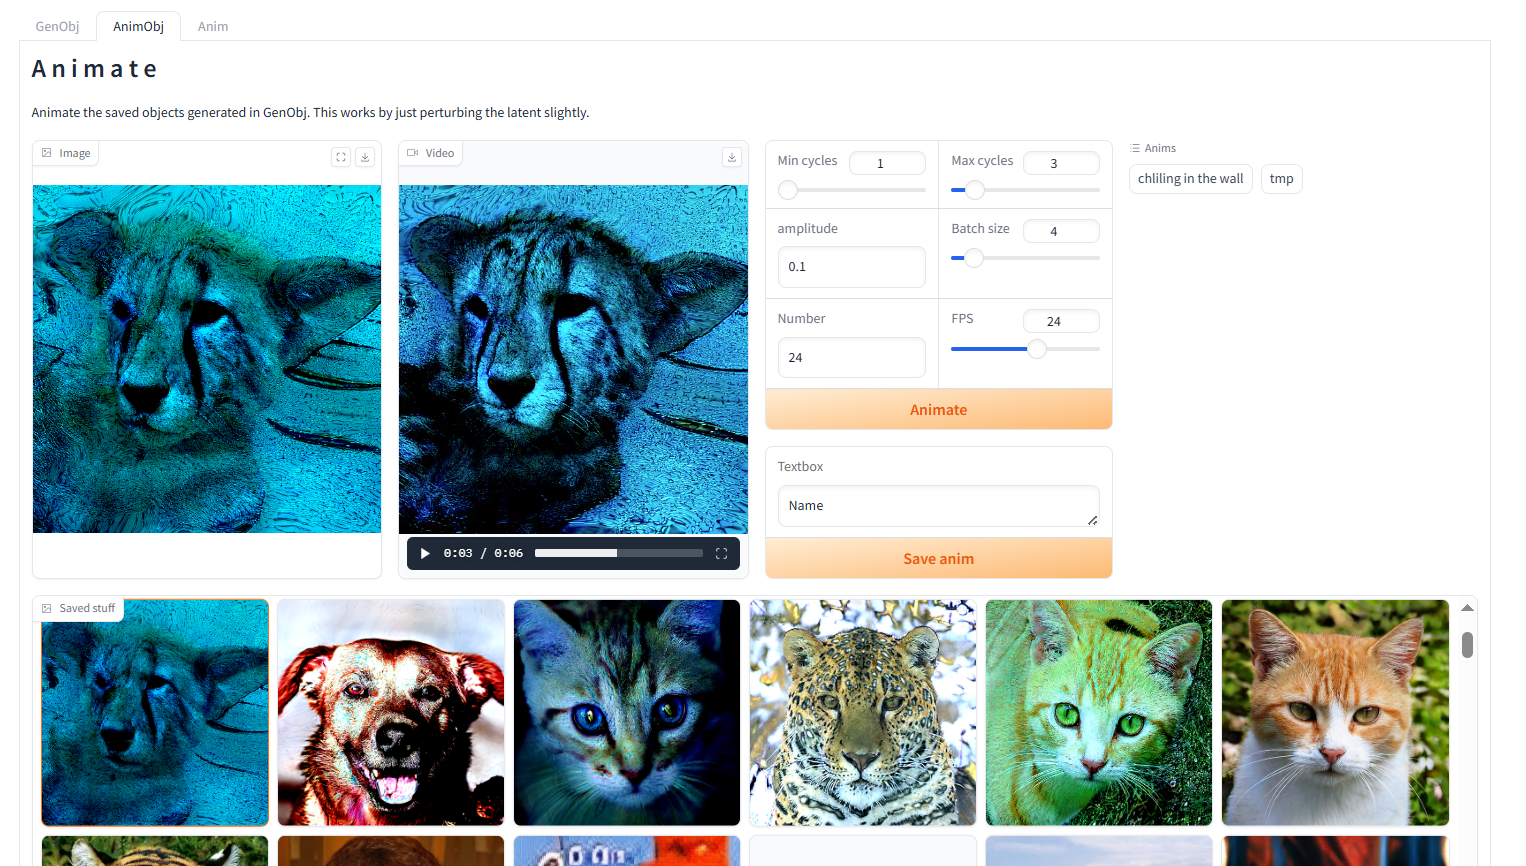 GenObj
AnimObj
Anim
Animate
Animate the saved objects generated in GenObj. This works by just perturbing the latent slightly.
Image
Video
0:03 / 0:06
Min cycles 1
Max cycles 3
amplitude
0.1
Batch size 4
Number
24
FPS 24
Animate
Textbox
Name
Save anim
Anims
chliling in the wall
tmp
Saved stuff